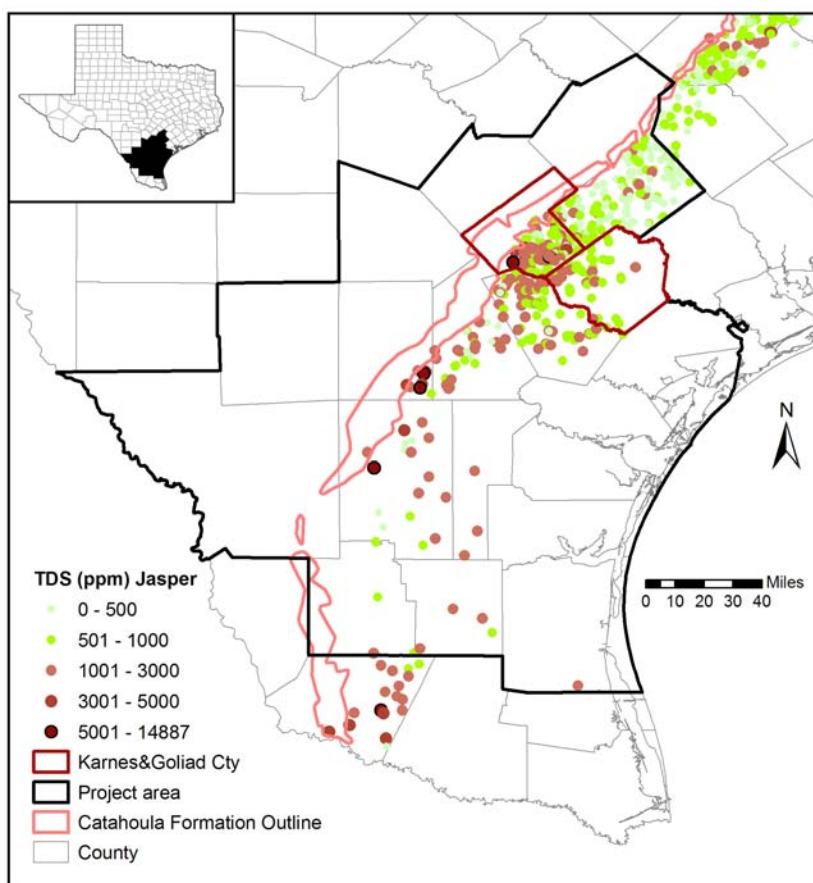 N
Miles
0 10 20 30 40
TDS (ppm) Jasper
0 - 500
501 - 1000
1001 - 3000
3001 - 5000
5001 - 14887
Karnes&Goliad Cty
Project area
Catahoula Formation Outline
County